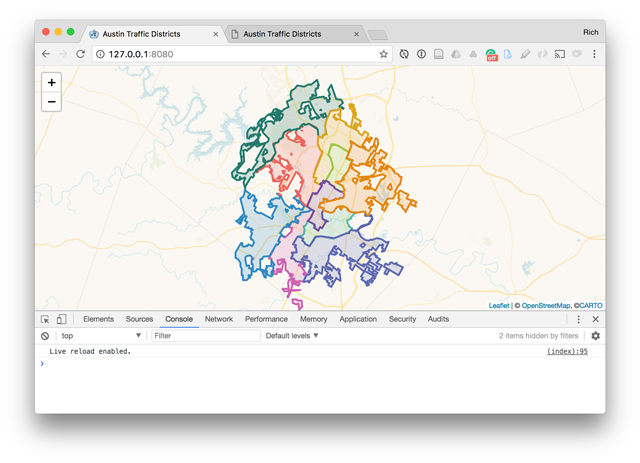 Austin Traffic Districts
Austin Traffic Districts
Rich
127.0.0.1:8080
off
+
−
Leaflet | © OpenStreetMap, ©CARTO
Elements Sources Console Network Performance Memory Application Security Audits
top Filter Default levels 2 items hidden by filters
Live reload enabled. (index):95